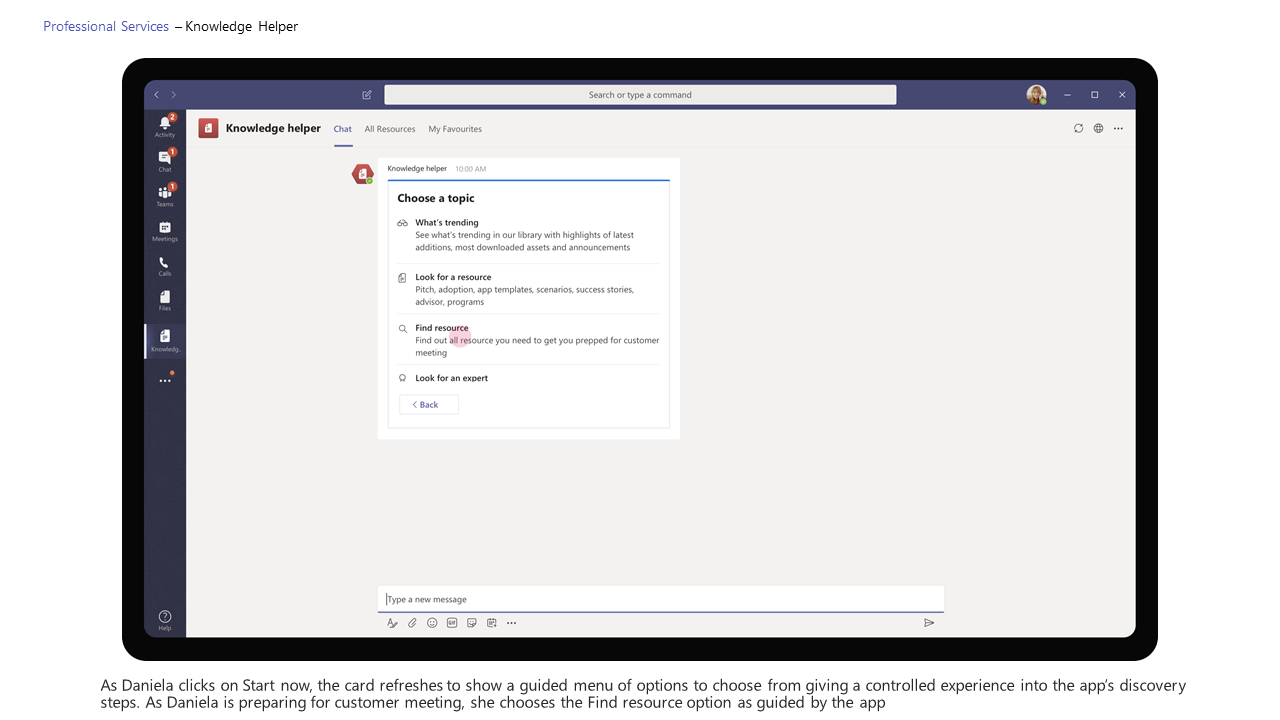 Professional Services – Knowledge Helper
Search or type a command
2
Activity
Knowledge helper Chat All Resources My Favourites
1
Chat
Knowledge helper 10:00 AM
1
Teams
Choose a topic
What's trending
See what's trending in our library with highlights of latest
additions, most downloaded assets and announcements
Meetings
Calls
Look for a resource
Pitch, adoption, app templates, scenarios, success stories,
advisor, programs
Files
Find resource
Find out all resource you need to get you prepped for customer
meeting
Knowledg..
Look for an expert
Back
Type a new message
GIF
Help
As Daniela clicks on Start now, the card refreshes to show a guided menu of options to choose from giving a controlled experience into the app's discovery
steps. As Daniela is preparing for customer meeting, she chooses the Find resource option as guided by the app